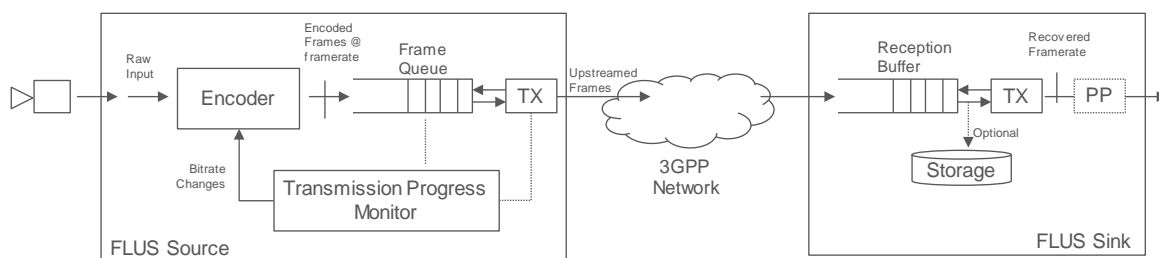 Raw
Input
Encoder
Encoded
Frames @
framerate
Frame
Queue
TX
Upstreamed
Frames
Bitrate
Changes
Transmission Progress
Monitor
FLUS Source
3GPP
Network
Reception
Buffer
TX
Recovered
Framerate
PP
Optional
Storage
FLUS Sink